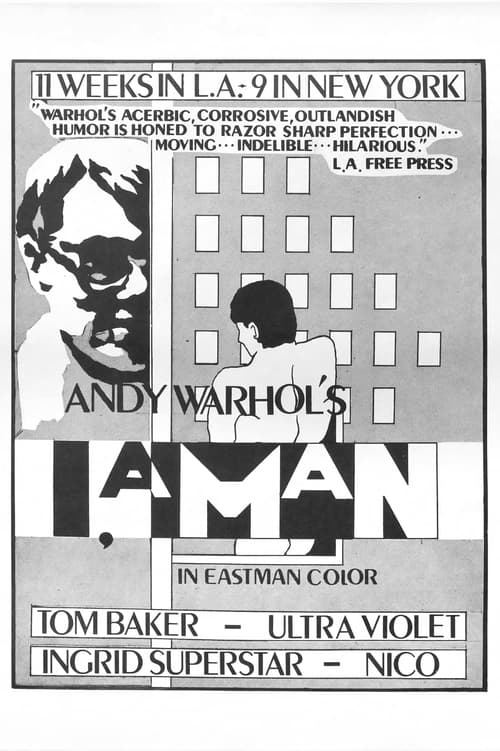 11 WEEKS IN L.A.- 9 IN NEW YORK
"WARHOL'S ACERBIC, CORROSIVE, OUTLANDISH
HUMOR IS HONED TO RAZOR SHARP PERFECTION...
MOVING... INDELIBLE... HILARIOUS."
L.A. FREE PRESS
ANDY WARHOL'S
I, A MAN
IN EASTMAN COLOR
TOM BAKER - ULTRA VIOLET
INGRID SUPERSTAR - NICO